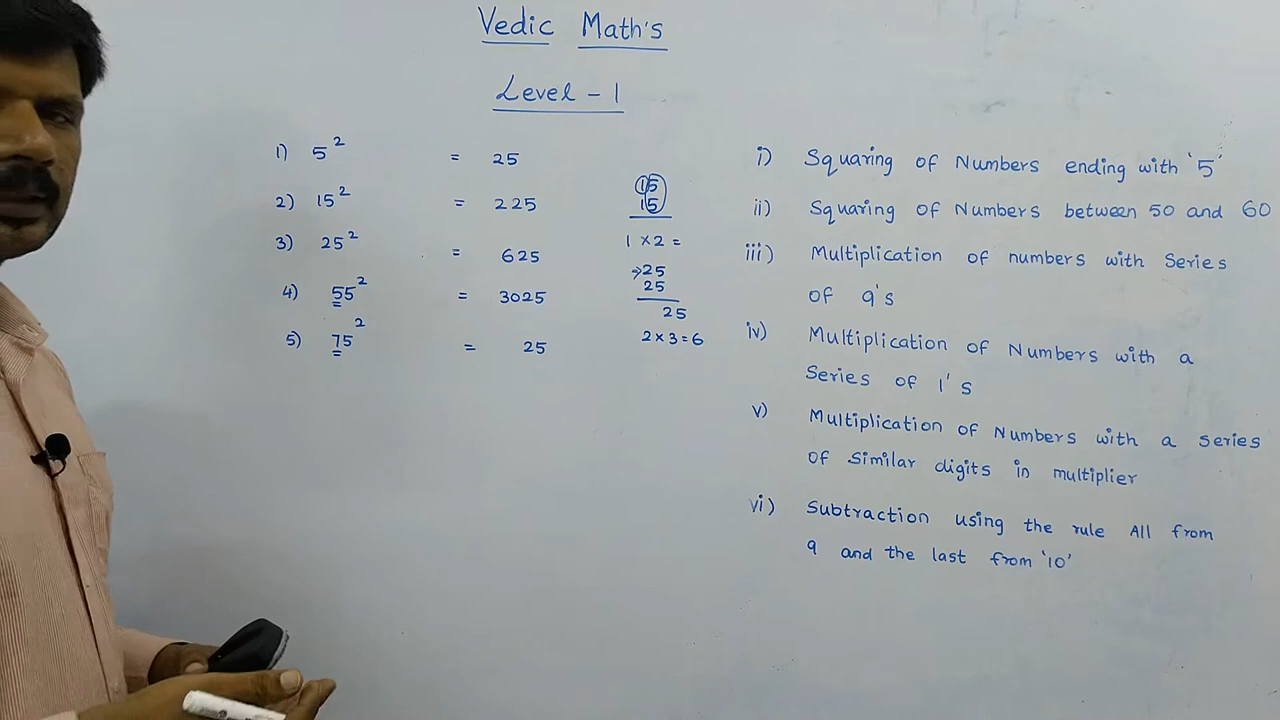 Vedic Math's
Level - 1
1) 5² = 25
2) 15² = 225
3) 25² = 625
4) 55² = 3025
5) 75² = 25
15
15
1 x 2 =
→25
25
25
2 x 3 = 6
i) Squaring of Numbers ending with '5'
ii) Squaring of Numbers between 50 and 60
iii) Multiplication of numbers with Series
of 9's
iv) Multiplication of Numbers with a
Series of 1's
v) Multiplication of Numbers with a series
of similar digits in multiplier
vi) Subtraction using the rule All from
9 and the last from '10'